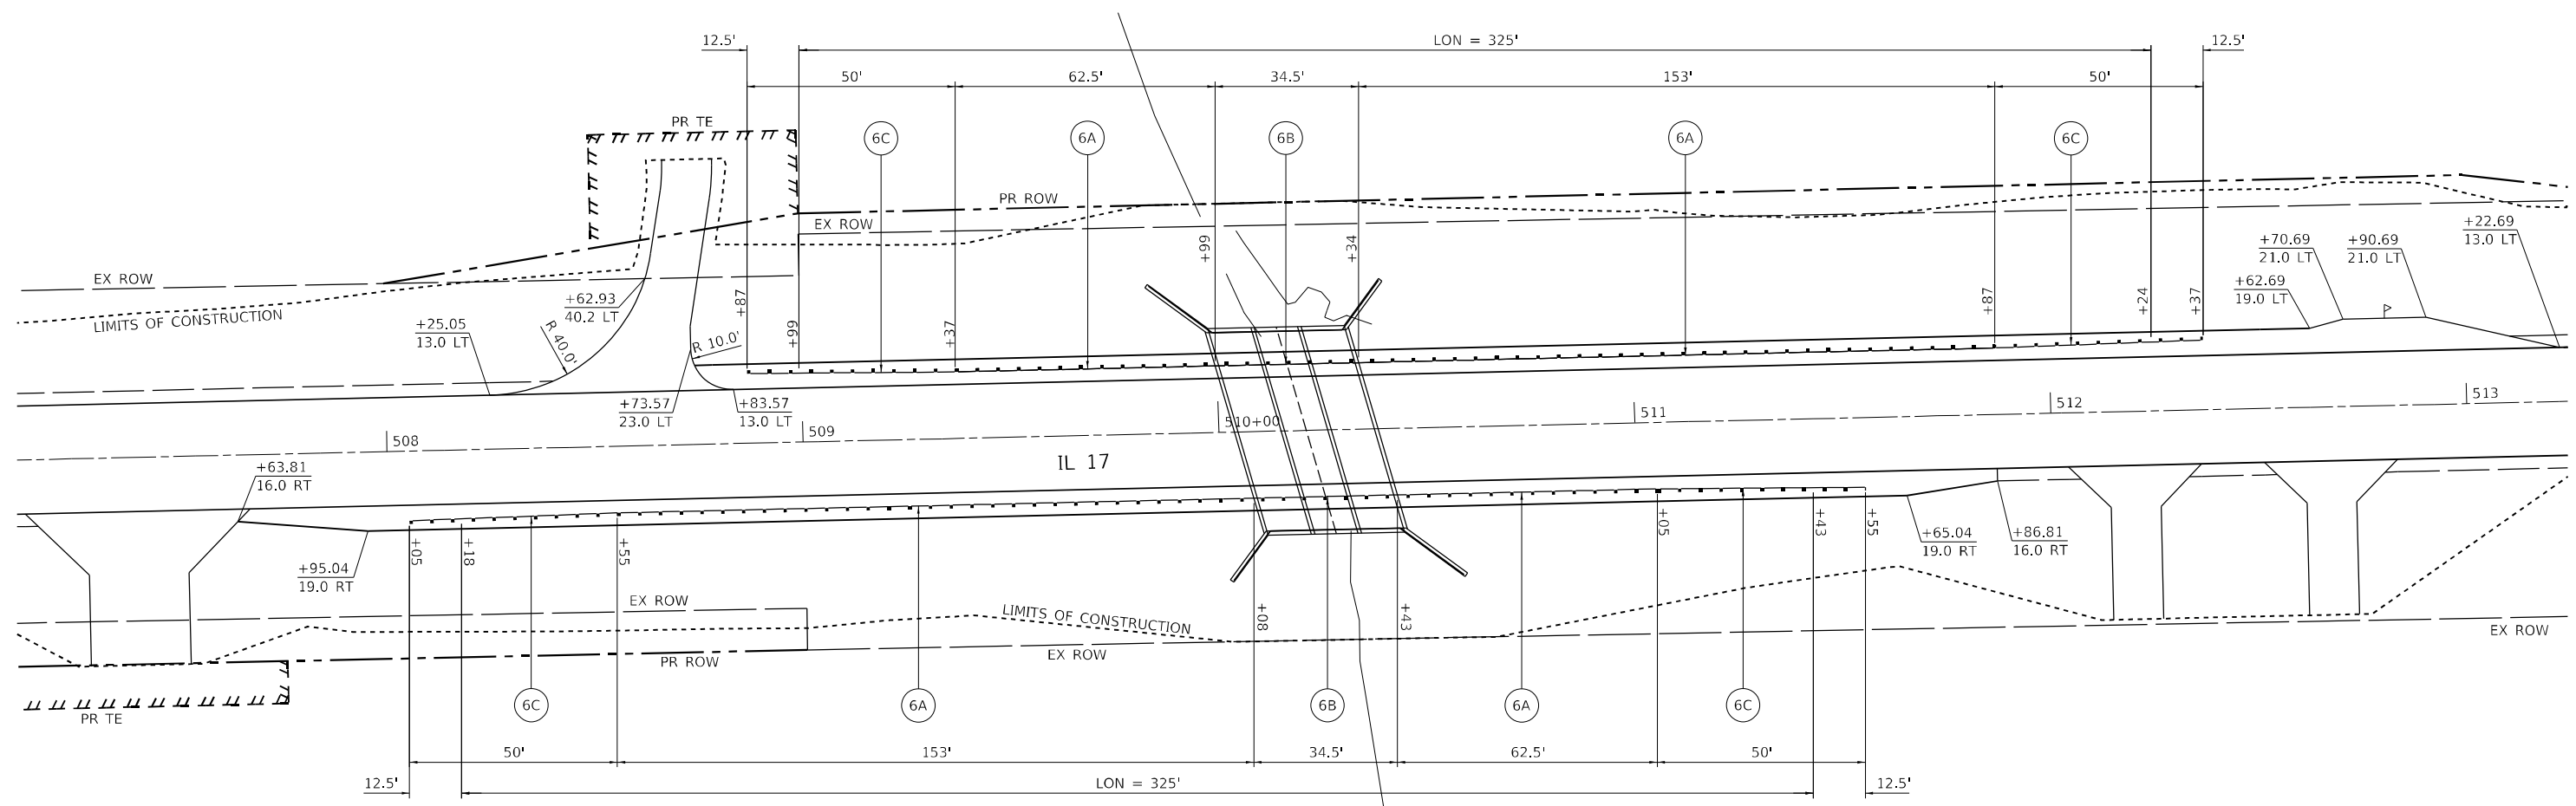 12.5'
LON = 325'
12.5'
50'
62.5'
34.5'
153'
50'
PR TE
6C
6A
6B
6A
6C
PR ROW
EX ROW
EX ROW
LIMITS OF CONSTRUCTION
+62.93
40.2 LT
+25.05
13.0 LT
R 40.0'
R 10.0'
+87
+99
+37
+99
+34
+87
+24
+37
+70.69
21.0 LT
+90.69
21.0 LT
+22.69
13.0 LT
+62.69
19.0 LT
+73.57
23.0 LT
+83.57
13.0 LT
508
509
510+00
511
512
513
IL 17
+63.81
16.0 RT
+95.04
19.0 RT
+05
+18
+55
+08
+43
+05
+43
+55
+65.04
19.0 RT
+86.81
16.0 RT
EX ROW
LIMITS OF CONSTRUCTION
PR ROW
EX ROW
EX ROW
PR TE
6C
6A
6B
6A
6C
50'
153'
34.5'
62.5'
50'
12.5'
LON = 325'
12.5'